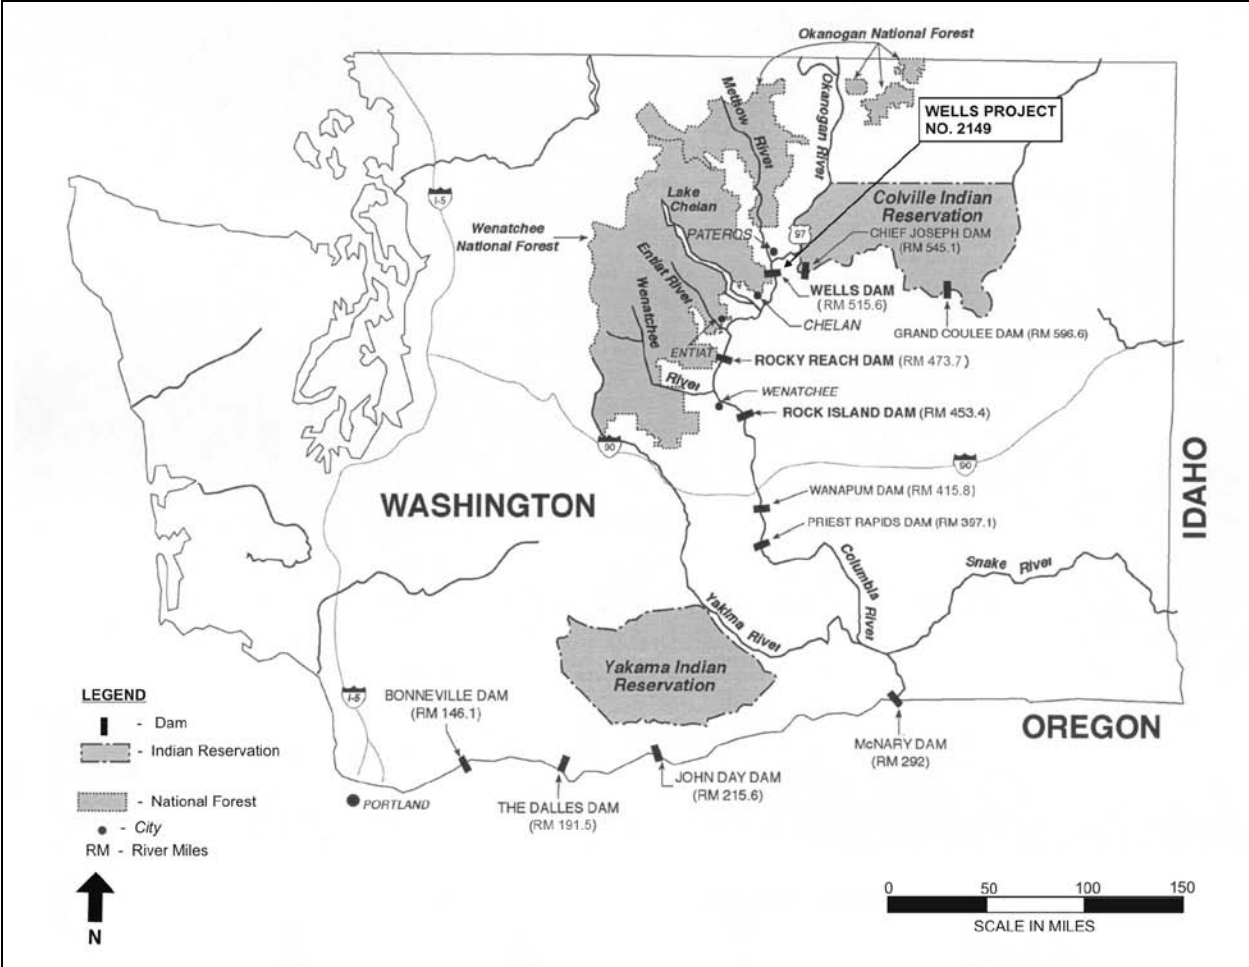 Okanogan National Forest
Methow
River
Okanogan River
WELLS PROJECT
NO. 2149
I-5
Lake
Chelan
Colville Indian
Reservation
Wenatchee
National Forest
PATEROS
97
CHIEF JOSEPH DAM
(RM 545.1)
Entiat River
WELLS DAM
(RM 515.6)
Wenatchee
River
CHELAN
GRAND COULEE DAM (RM 596.6)
ENTIAT
ROCKY REACH DAM (RM 473.7)
WENATCHEE
ROCK ISLAND DAM (RM 453.4)
90
90
IDAHO
WASHINGTON
WANAPUM DAM (RM 415.8)
PRIEST RAPIDS DAM (RM 397.1)
Columbia
River
Snake River
Yakima River
Yakama Indian
Reservation
LEGEND
- Dam
- Indian Reservation
- National Forest
- City
RM - River Miles
N
I-5
BONNEVILLE DAM
(RM 146.1)
OREGON
McNARY DAM
(RM 292)
JOHN DAY DAM
(RM 215.6)
THE DALLES DAM
(RM 191.5)
PORTLAND
0 50 100 150
SCALE IN MILES